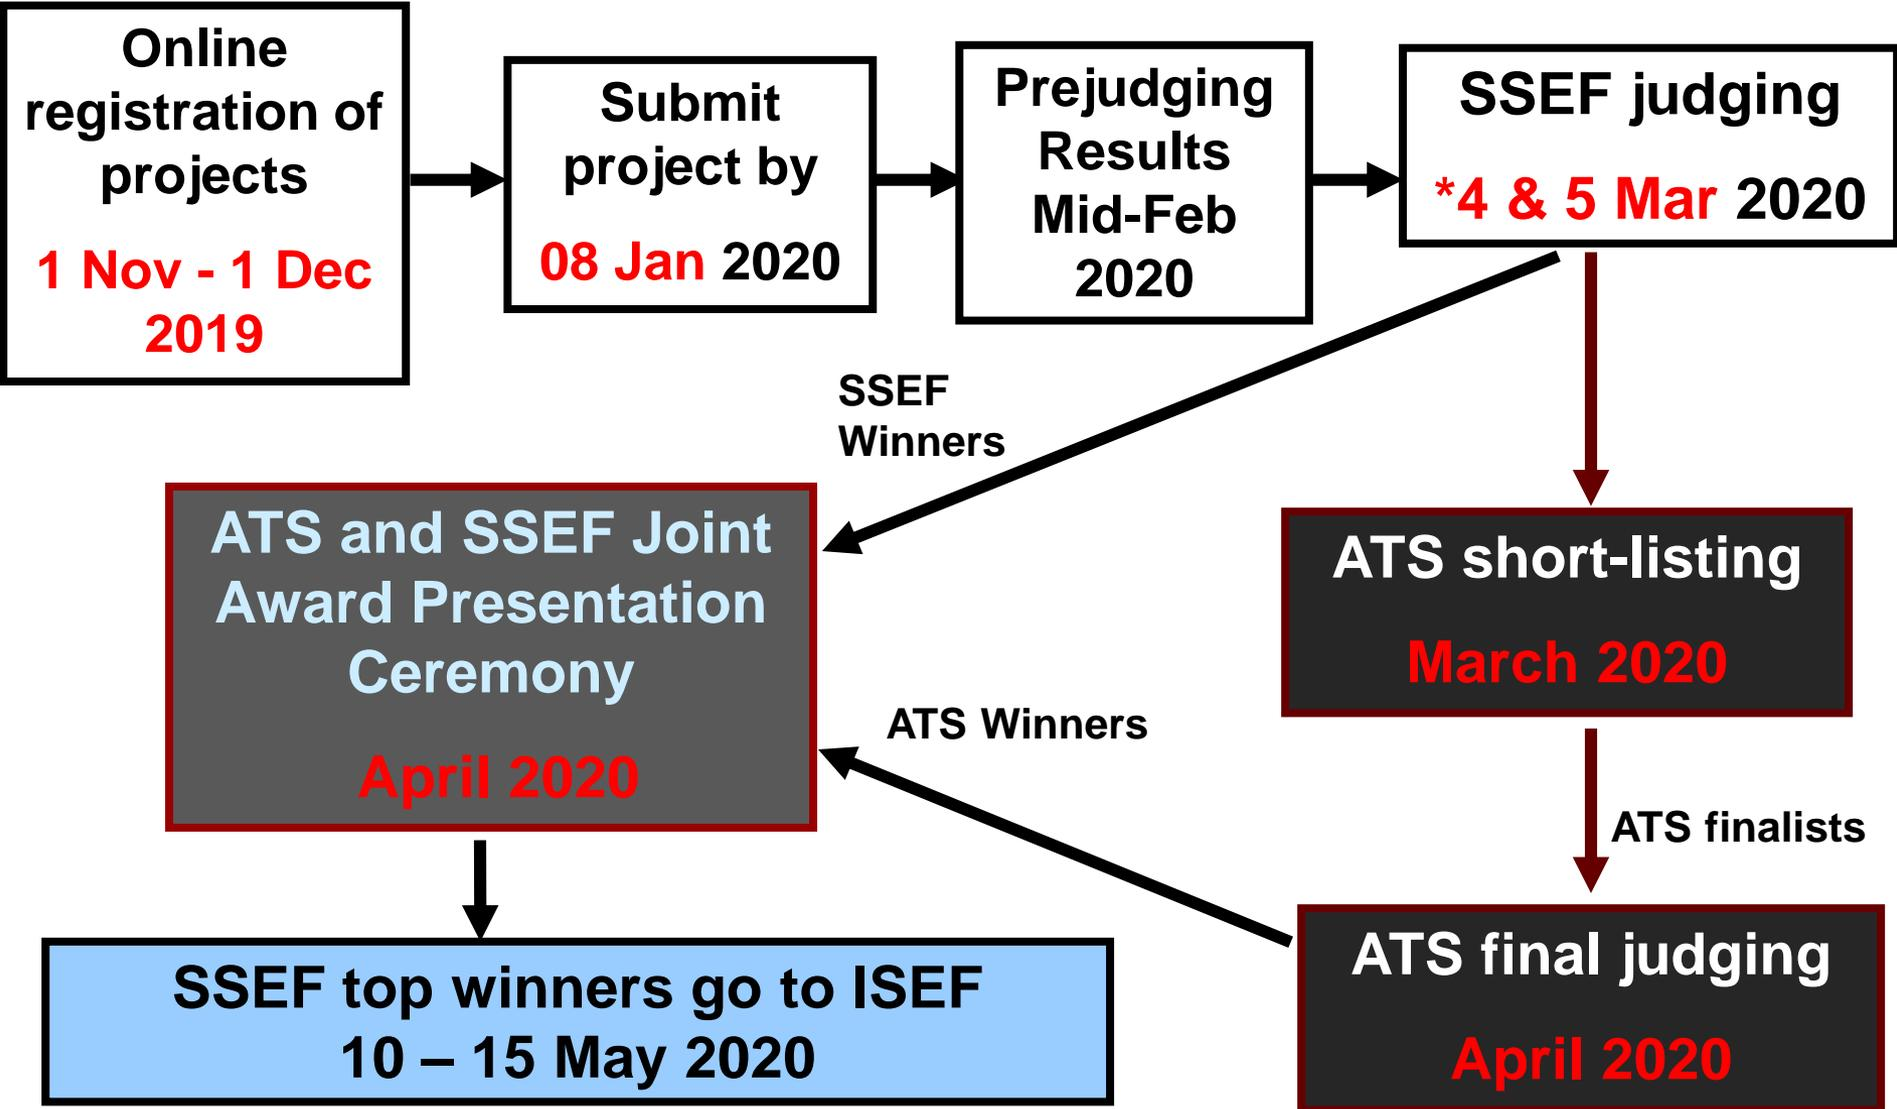 Online
registration of
projects
1 Nov - 1 Dec
2019
Submit
project by
08 Jan 2020
Prejudging
Results
Mid-Feb
2020
SSEF judging
*4 & 5 Mar 2020
SSEF
Winners
ATS and SSEF Joint
Award Presentation
Ceremony
April 2020
ATS short-listing
March 2020
ATS Winners
ATS finalists
SSEF top winners go to ISEF
10 – 15 May 2020
ATS final judging
April 2020